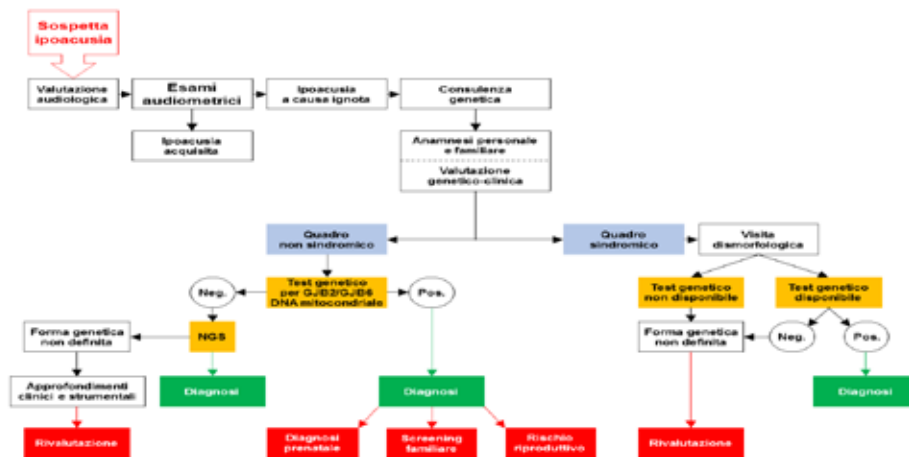 Sospetta
ipoacusia
Valutazione
audiologica
Esami
audiometrici
Ipoacusia
a causa ignota
Consulenza
genetica
Ipoacusia
acquisita
Anamnesi personale
e familiare
Valutazione
genetico-clinica
Quadro
non sindromico
Quadro
sindromico
Visita
dismorfologica
Neg.
Test genetico
per GJB2/GJB6
DNA mitocondriale
Pos.
Test genetico
non disponibile
Test genetico
disponibile
Forma genetica
non definita
NGS
Forma genetica
non definita
Neg.
Pos.
Approfondimenti
clinici e strumentali
Diagnosi
Diagnosi
Diagnosi
Rivalutazione
Diagnosi
prenatale
Screening
familiare
Rischio
riproduttivo
Rivalutazione